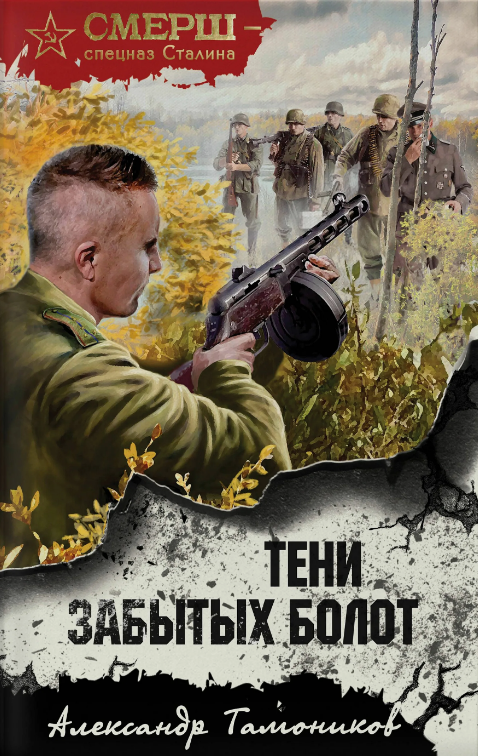 СМЕРШ –
спецназ Сталина
ТЕНИ
ЗАБЫТЫХ БОЛОТ
Александр Тамоников